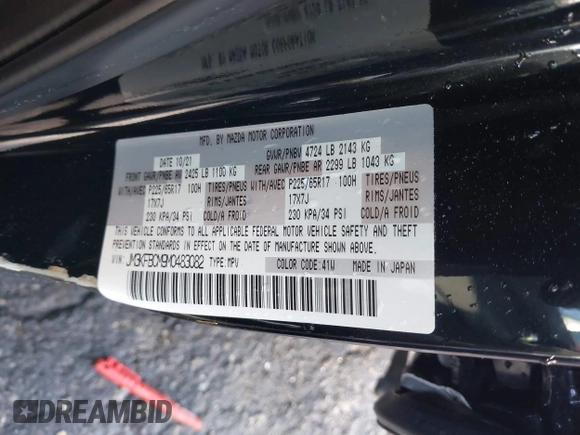 MFD. BY MAZDA MOTOR CORPORATION
DATE 10/21 GVWR/PNBV 4724 LB 2143 KG
FRONT GAWR/PNBE AV 2425 LB 1100 KG REAR GAWR/PNBE AR 2299 LB 1043 KG
WITH/AVEC P225/65R17 100H TIRES/PNEUS WITH/AVEC P225/65R17 100H TIRES/PNEUS
17X7J RIMS/JANTES 17X7J RIMS/JANTES
230 KPA/34 PSI COLD/A FROID 230 KPA/34 PSI COLD/A FROID
THIS VEHICLE CONFORMS TO ALL APPLICABLE FEDERAL MOTOR VEHICLE SAFETY AND THEFT
PREVENTION STANDARDS IN EFFECT ON THE DATE OF MANUFACTURE SHOWN ABOVE.
VIN: JM3KFBCM9M0483082 TYPE: MPV COLOR CODE: 41W MADE IN JAPAN
DREAMBID